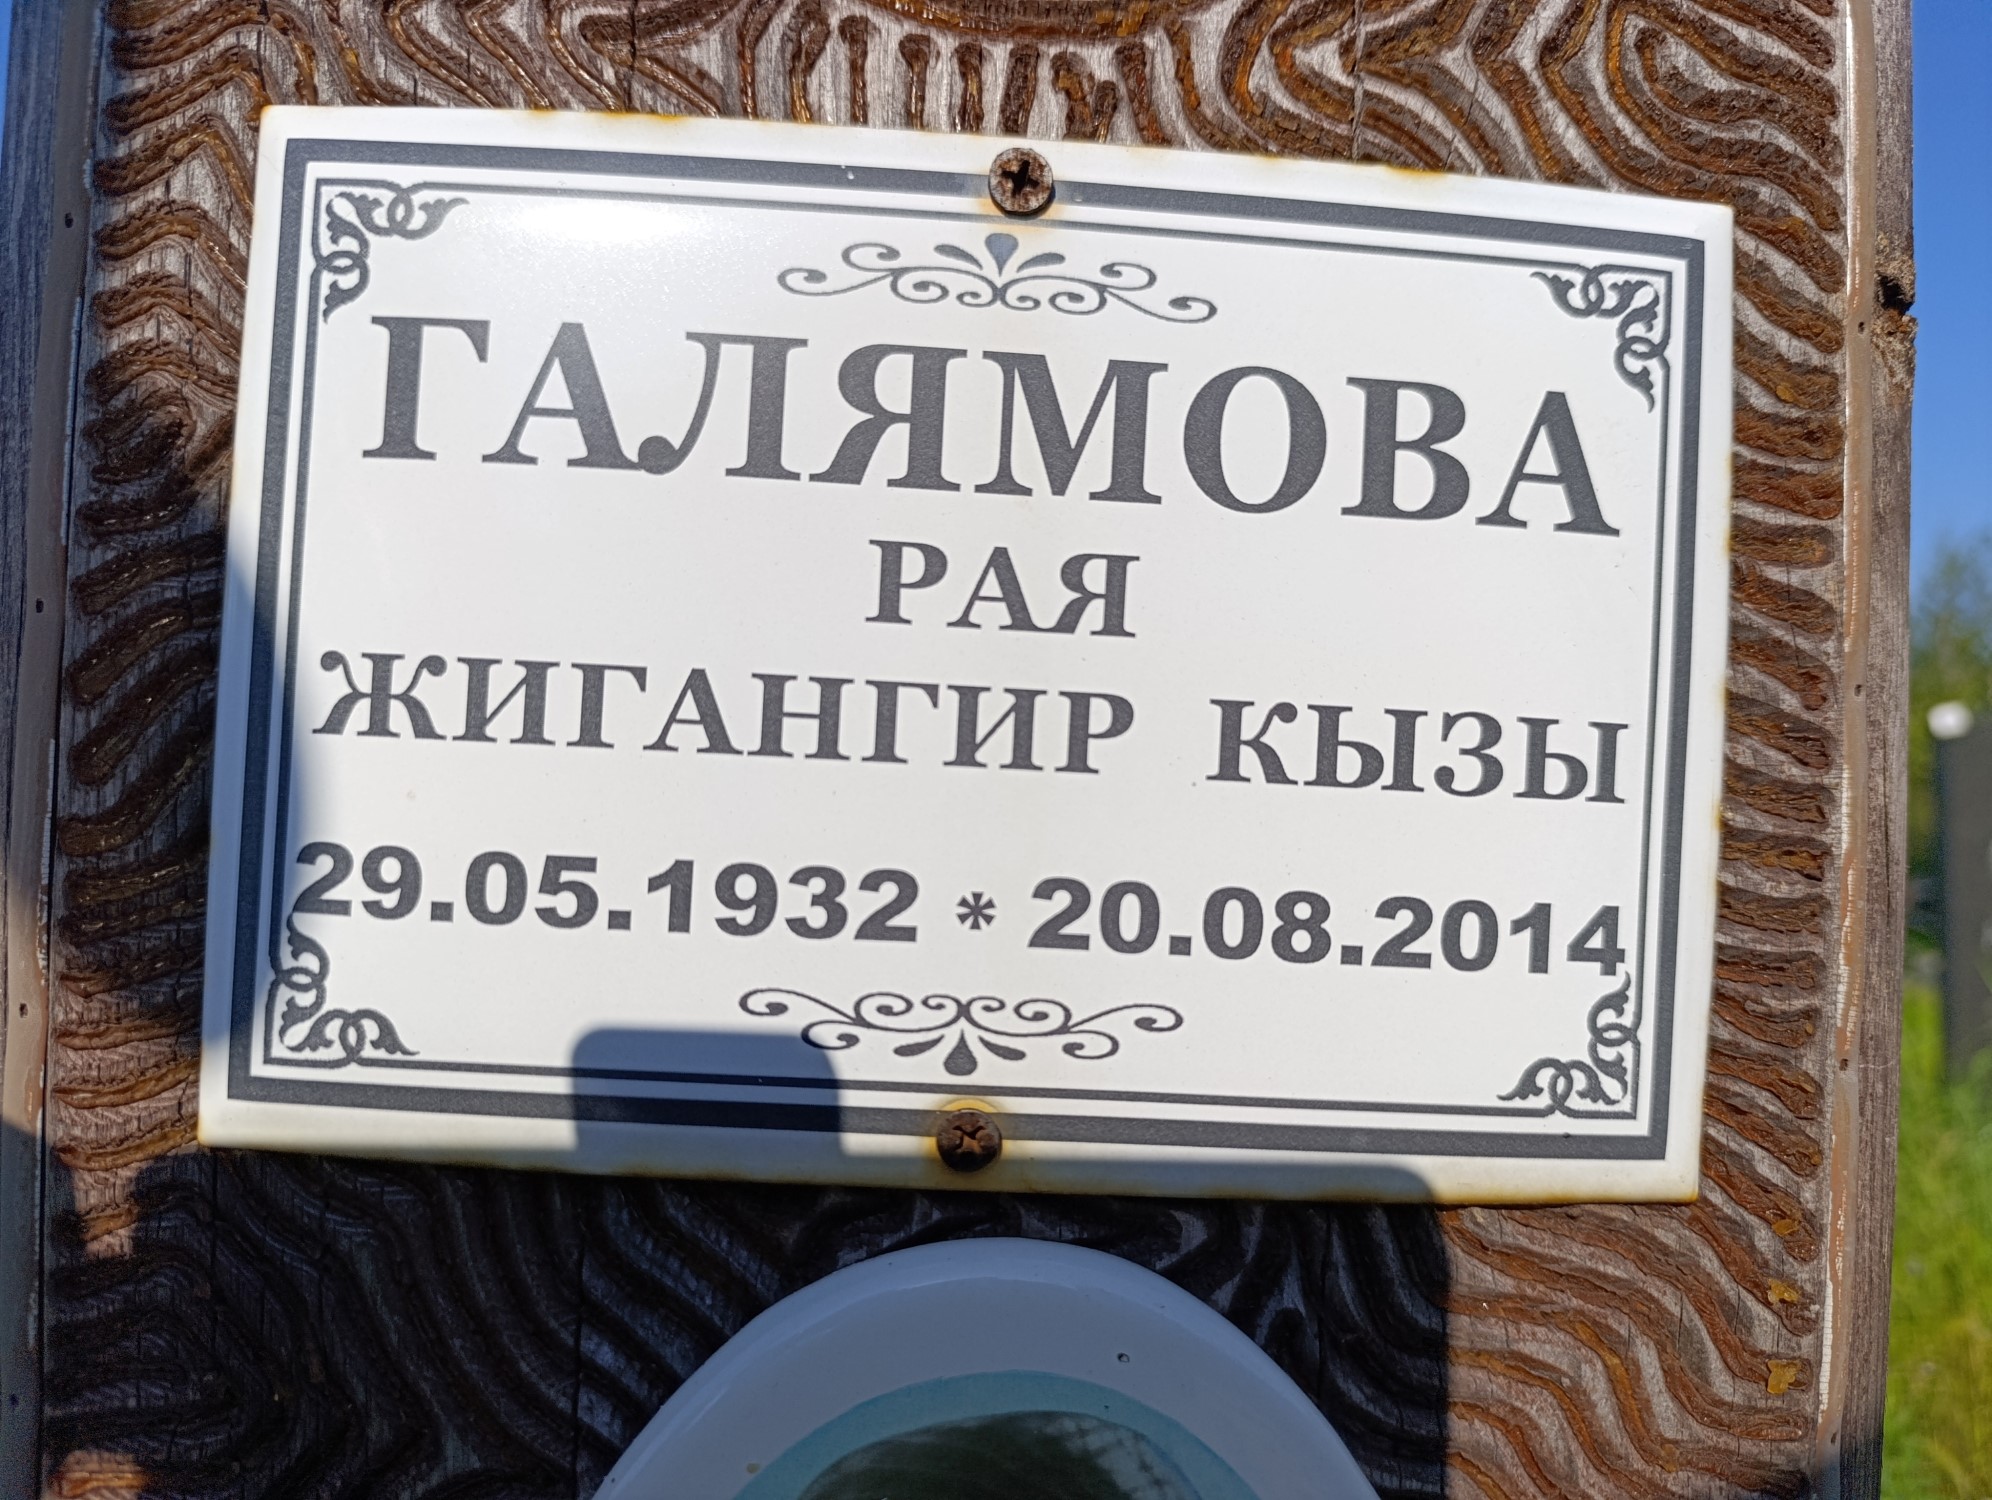 ГАЛЯМОВА
РАЯ
ЖИГАНГИР КЫЗЫ
29.05.1932 * 20.08.2014